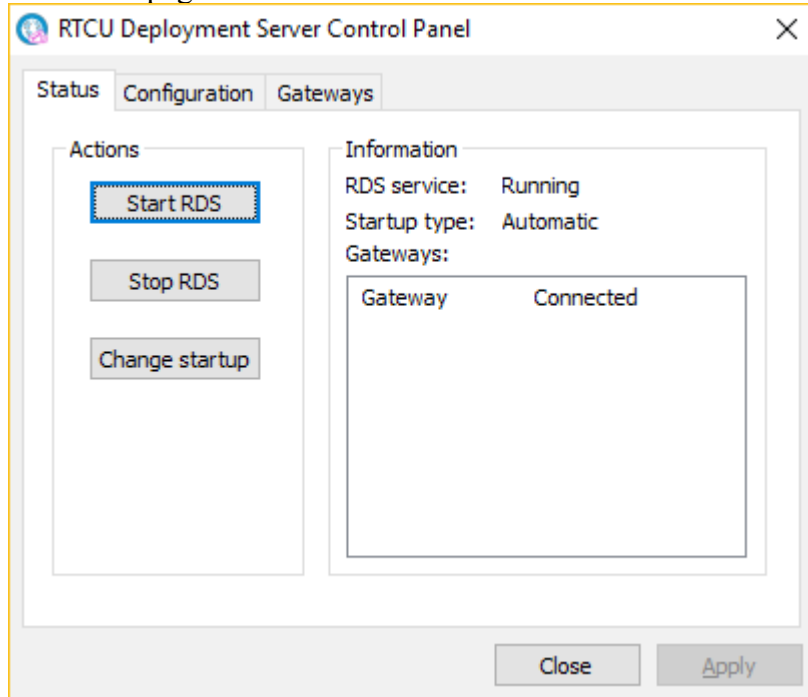 RTCU Deployment Server Control Panel
Status Configuration Gateways
Actions
Start RDS
Stop RDS
Change startup
Information
RDS service: Running
Startup type: Automatic
Gateways:
Gateway Connected
Close Apply